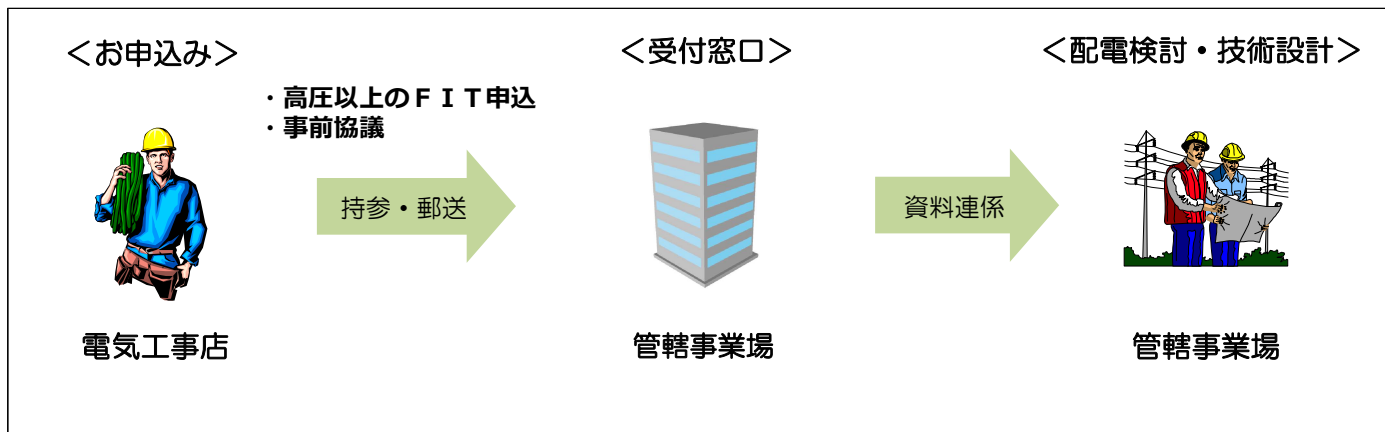 ＜お申込み＞
＜受付窓口＞
＜配電検討・技術設計＞
・高圧以上のＦＩＴ申込
・事前協議
持参・郵送
資料連係
電気工事店
管轄事業場
管轄事業場